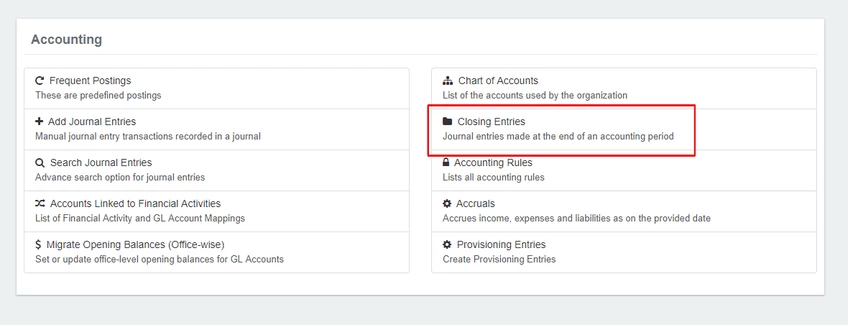 Accounting
Frequent Postings
These are predefined postings
Add Journal Entries
Manual journal entry transactions recorded in a journal
Search Journal Entries
Advance search option for journal entries
Accounts Linked to Financial Activities
List of Financial Activity and GL Account Mappings
Migrate Opening Balances (Office-wise)
Set or update office-level opening balances for GL Accounts
Chart of Accounts
List of the accounts used by the organization
Closing Entries
Journal entries made at the end of an accounting period
Accounting Rules
Lists all accounting rules
Accruals
Accrues income, expenses and liabilities as on the provided date
Provisioning Entries
Create Provisioning Entries